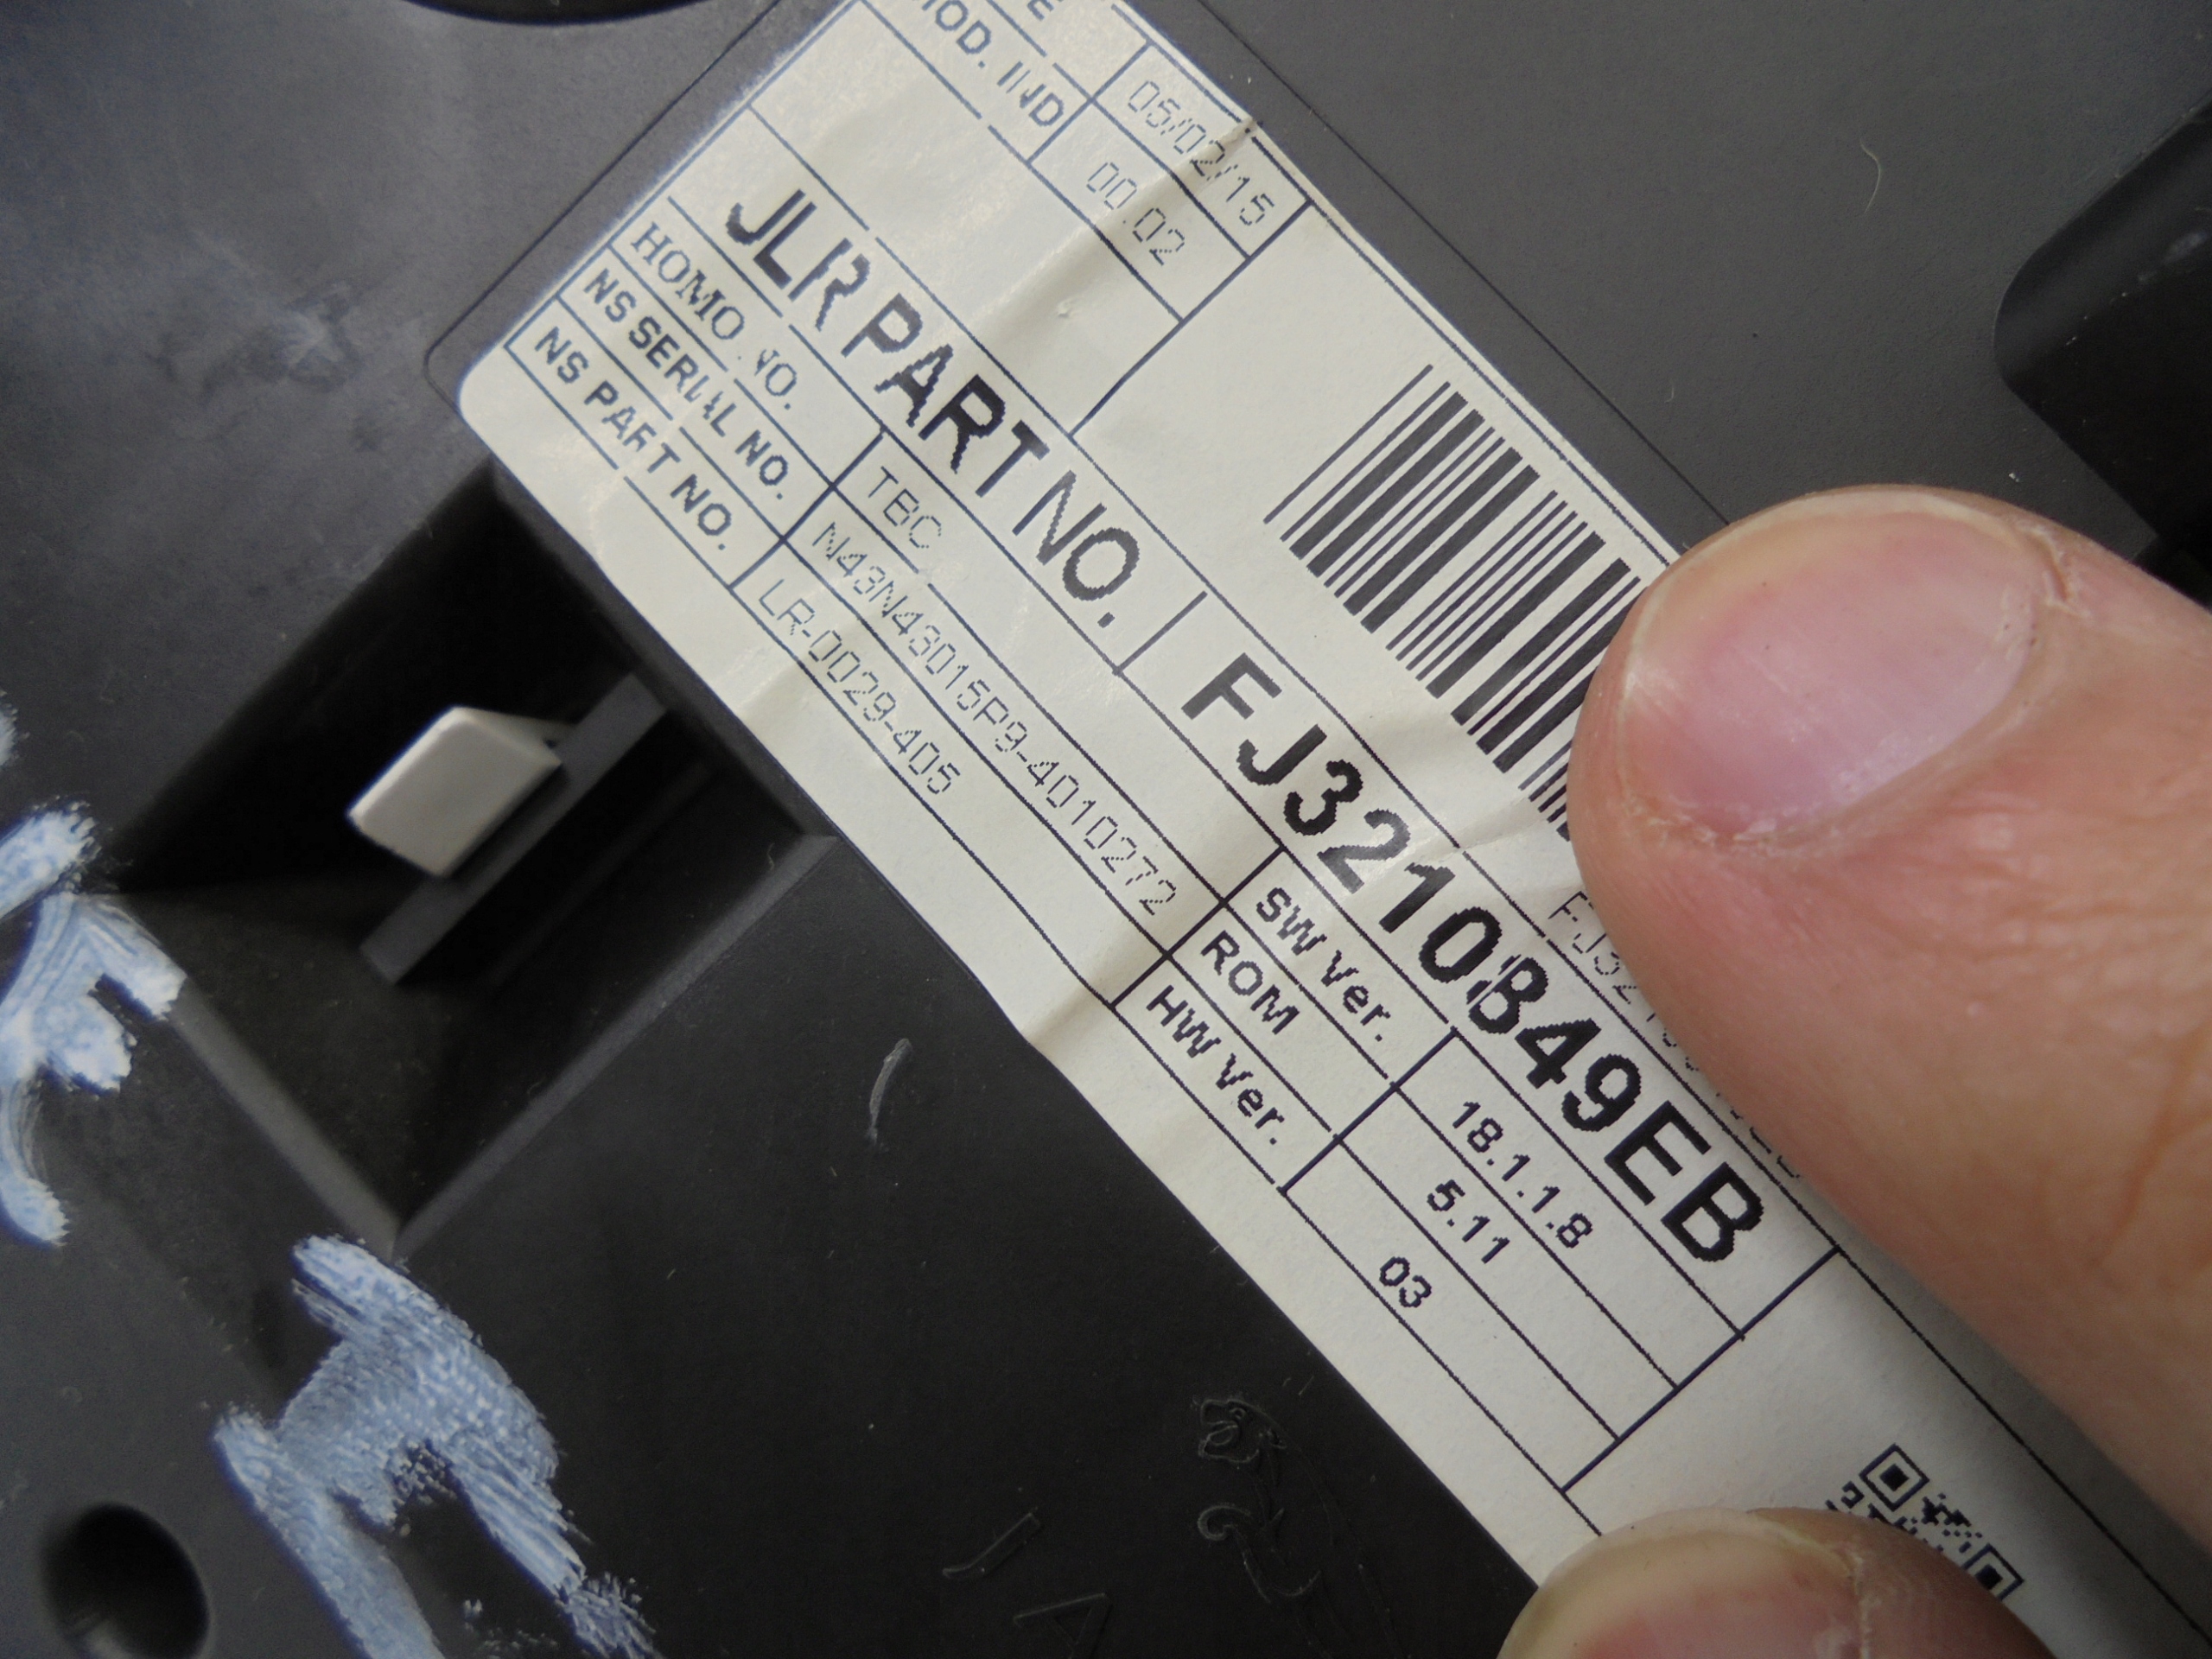 MOD. IND
05/02/15
00.02
JLR PART NO. FJ3210849EB
HOMO. NO. TBC
NS SERIAL NO. N43N43015P9-4010272
NS PART NO. LR-0029-405
SW Ver. 18.1.1.8
ROM 5.11
HW Ver. 03
JA